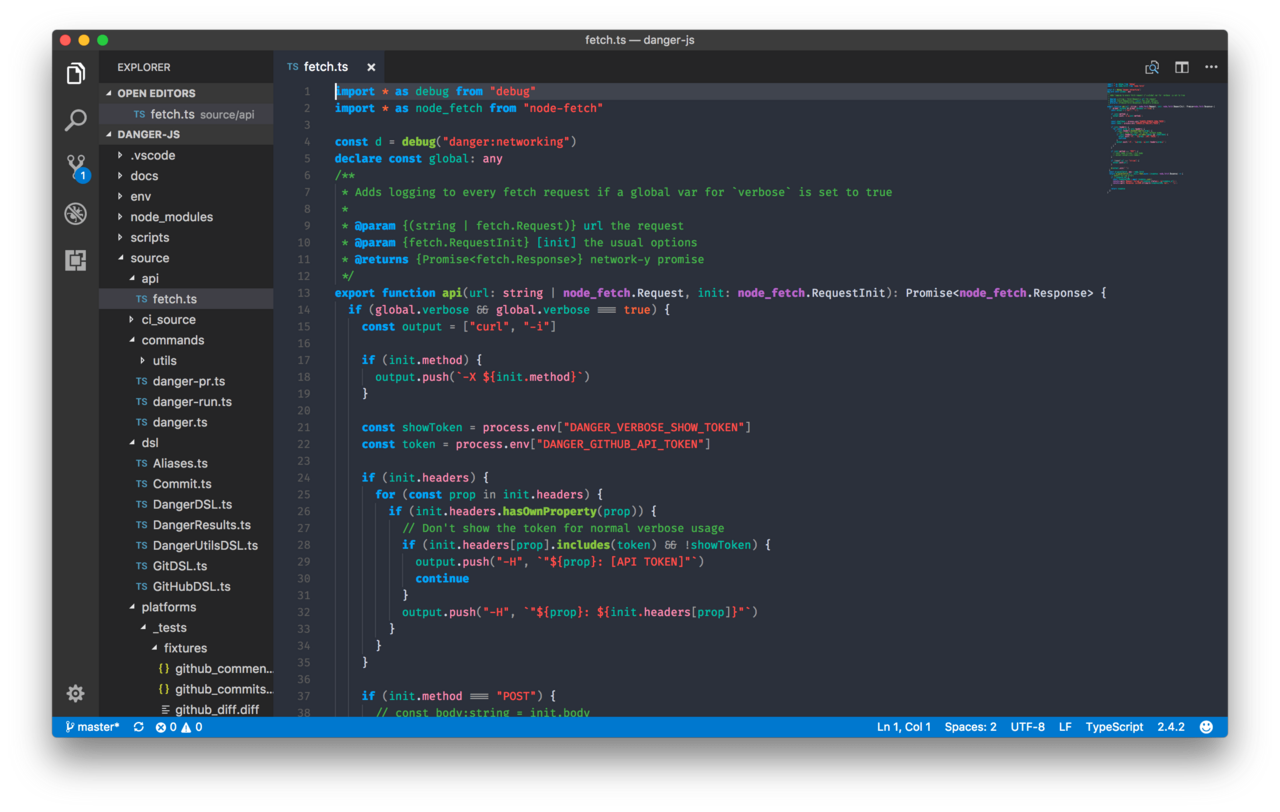 fetch.ts — danger-js
EXPLORER
OPEN EDITORS
TS fetch.ts source/api
DANGER-JS
.vscode
docs
env
node_modules
scripts
source
api
TS fetch.ts
ci_source
commands
utils
TS danger-pr.ts
TS danger-run.ts
TS danger.ts
dsl
TS Aliases.ts
TS Commit.ts
TS DangerDSL.ts
TS DangerResults.ts
TS DangerUtilsDSL.ts
TS GitDSL.ts
TS GitHubDSL.ts
platforms
_tests
fixtures
{} github_commen...
{} github_commits...
github_diff.diff
1
TS fetch.ts ×
1 import * as debug from "debug"
2 import * as node_fetch from "node-fetch"
3
4 const d = debug("danger:networking")
5 declare const global: any
6 /**
7  * Adds logging to every fetch request if a global var for `verbose` is set to true
8  *
9  * @param {(string | fetch.Request)} url the request
10  * @param {fetch.RequestInit} [init] the usual options
11  * @returns {Promise<fetch.Response>} network-y promise
12  */
13 export function api(url: string | node_fetch.Request, init: node_fetch.RequestInit): Promise<node_fetch.Response> {
14   if (global.verbose && global.verbose === true) {
15     const output = ["curl", "-i"]
16
17     if (init.method) {
18       output.push(`-X ${init.method}`)
19     }
20
21     const showToken = process.env["DANGER_VERBOSE_SHOW_TOKEN"]
22     const token = process.env["DANGER_GITHUB_API_TOKEN"]
23
24     if (init.headers) {
25       for (const prop in init.headers) {
26         if (init.headers.hasOwnProperty(prop)) {
27           // Don't show the token for normal verbose usage
28           if (init.headers[prop].includes(token) && !showToken) {
29             output.push("-H", `"${prop}: [API TOKEN]"`)
30             continue
31           }
32           output.push("-H", `"${prop}: ${init.headers[prop]}"`)
33         }
34       }
35     }
36
37     if (init.method === "POST") {
38       // const body:string = init.body
master* 0 0
Ln 1, Col 1 Spaces: 2 UTF-8 LF TypeScript 2.4.2